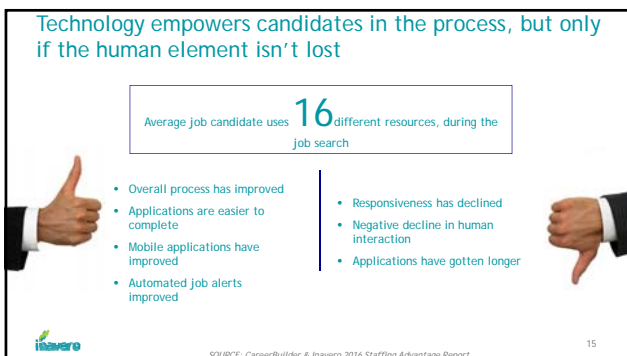 Technology empowers candidates in the process, but only
if the human element isn't lost
Average job candidate uses 16 different resources, during the
job search
• Overall process has improved
• Applications are easier to
complete
• Mobile applications have
improved
• Automated job alerts
improved
• Responsiveness has declined
• Negative decline in human
interaction
• Applications have gotten longer
inavero
SOURCE: CareerBuilder & Inavero 2016 Staffing Advantage Report
15